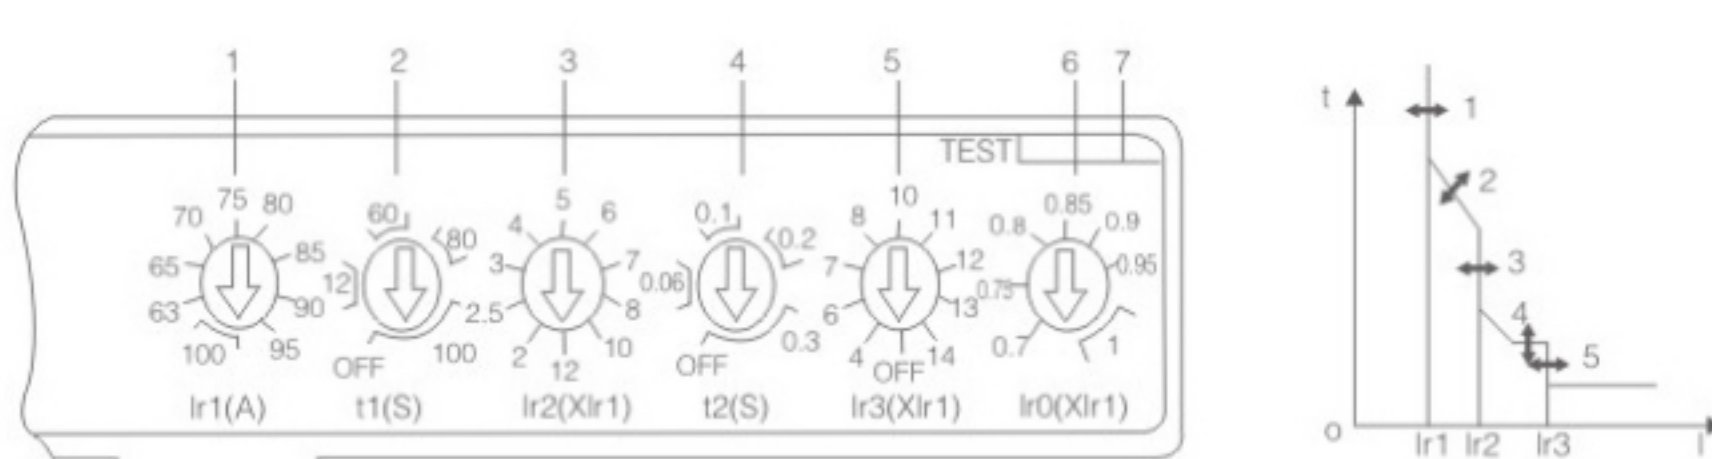 1 2 3 4 5 6 7
TEST
63 65 70 75 80 85 90 95 100
12 60 80 100 OFF
2 2.5 3 4 5 6 7 8 10 12
0.06 0.1 0.2 0.3 OFF
4 6 7 8 10 11 12 13 14 OFF
0.7 0.75 0.8 0.85 0.9 0.95 1
Ir1(A) t1(S) Ir2(XIr1) t2(S) Ir3(XIr1) Ir0(XIr1)
t
1
2
3
4
5
o Ir1 Ir2 Ir3 I